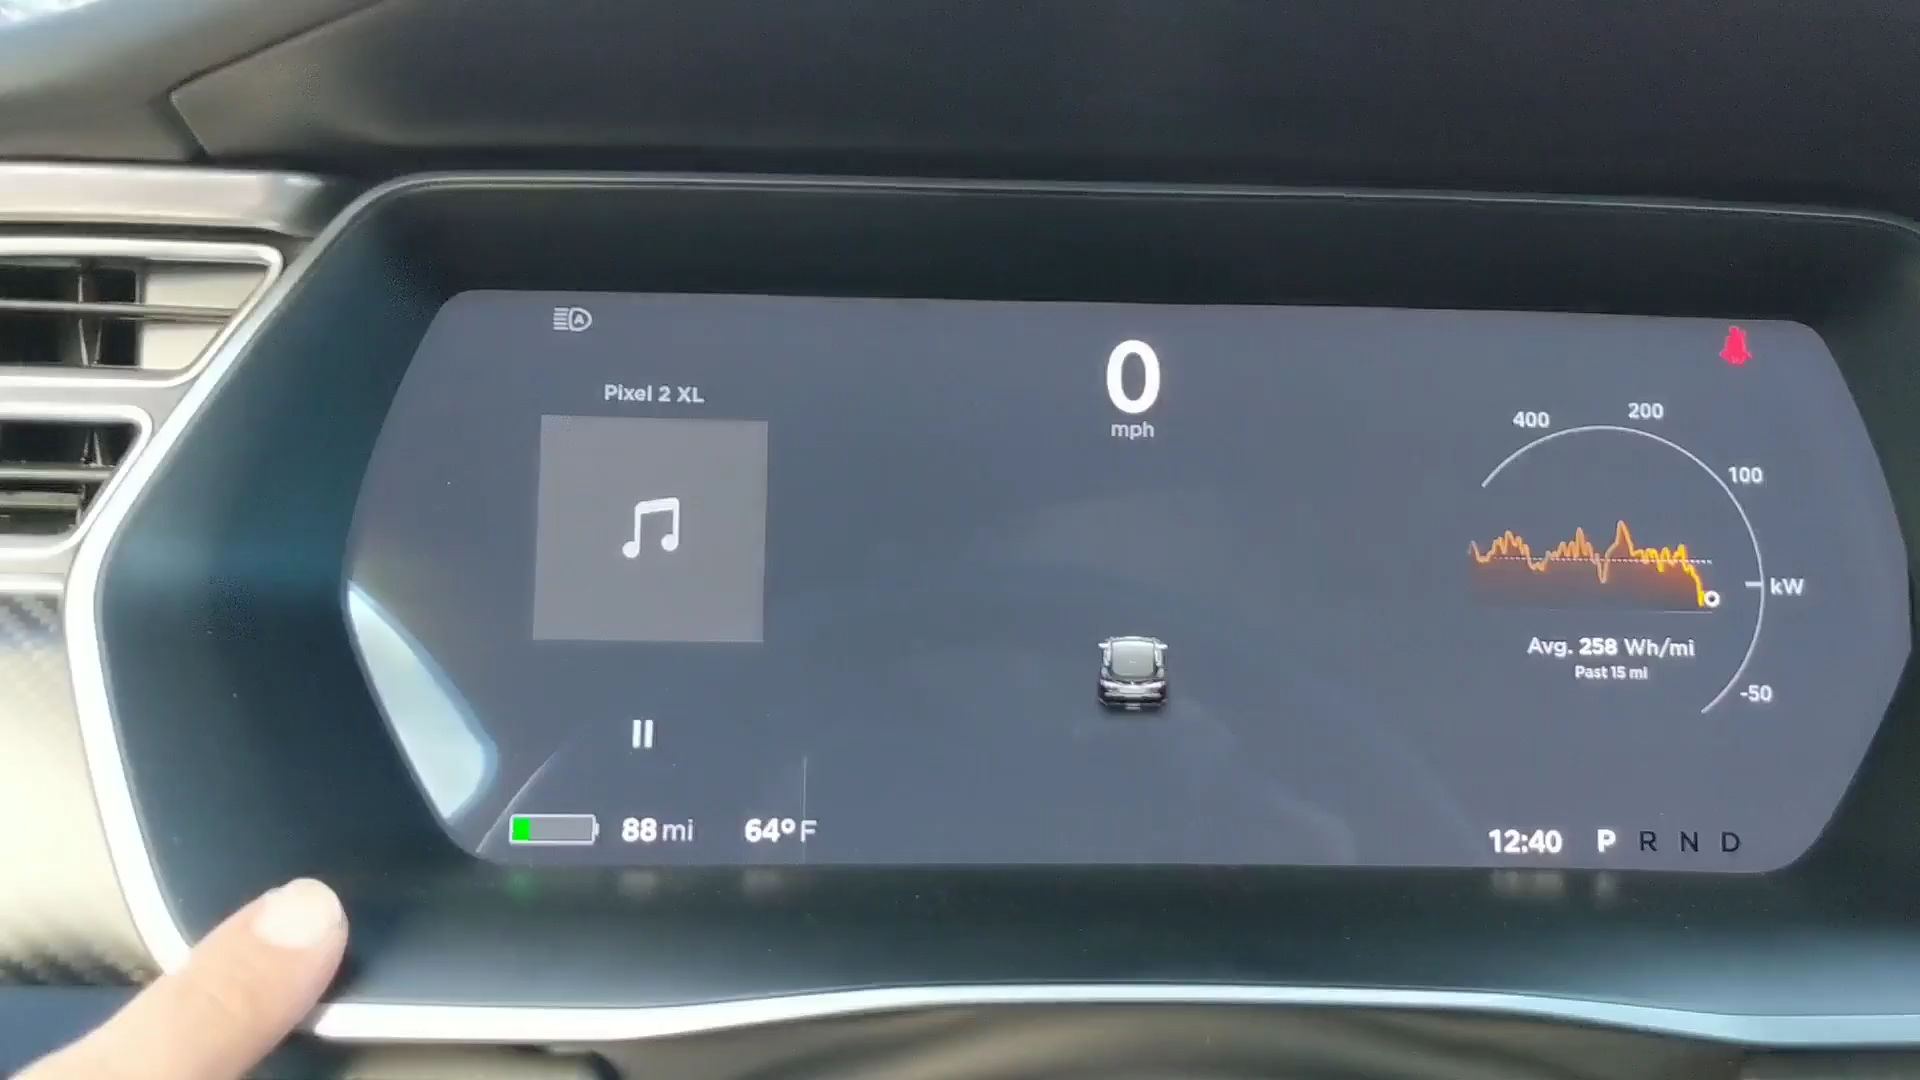 A
Pixel 2 XL
0
mph
400
200
100
kW
-50
Avg. 258 Wh/mi
Past 15 mi
88 mi
64°F
12:40
P R N D